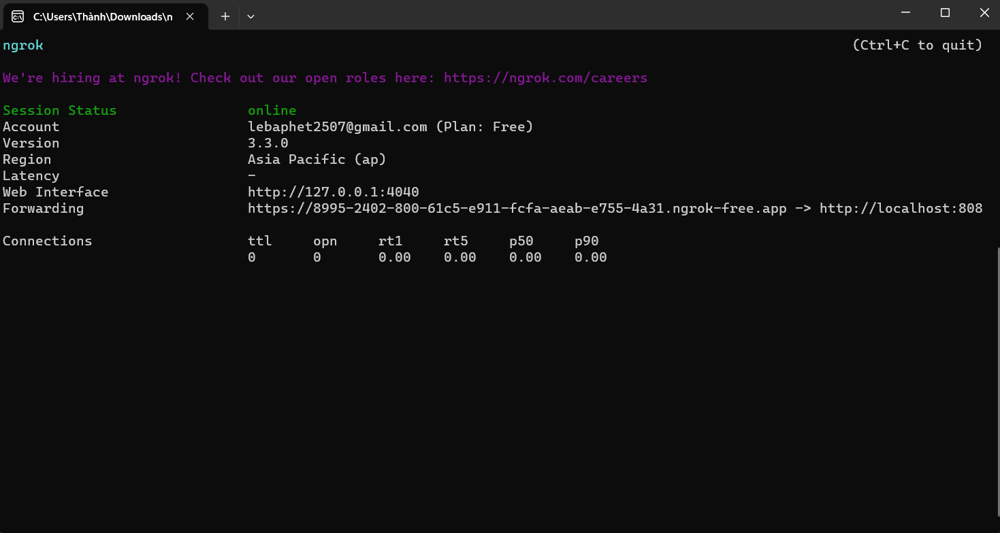 C:\Users\Thành\Downloads\n
ngrok (Ctrl+C to quit)
We're hiring at ngrok! Check out our open roles here: https://ngrok.com/careers
Session Status online
Account lebaphet2507@gmail.com (Plan: Free)
Version 3.3.0
Region Asia Pacific (ap)
Latency -
Web Interface http://127.0.0.1:4040
Forwarding https://8995-2402-800-61c5-e911-fcfa-aeab-e755-4a31.ngrok-free.app -> http://localhost:808
Connections ttl opn rt1 rt5 p50 p90
0 0 0.00 0.00 0.00 0.00